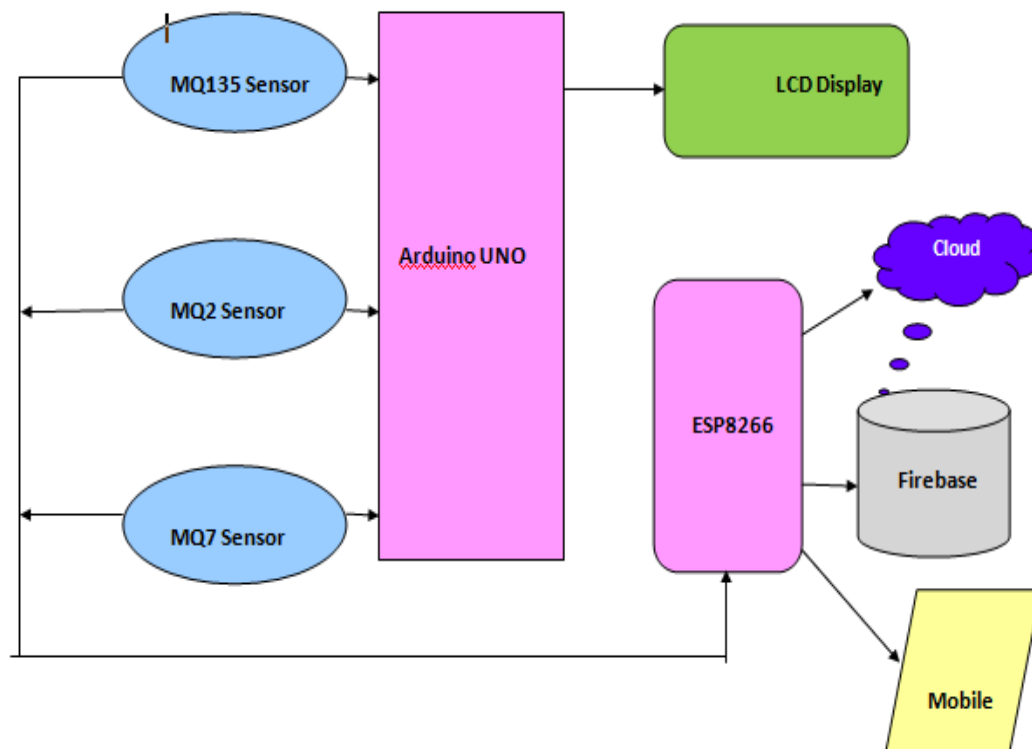 MQ135 Sensor
LCD Display
Arduino UNO
Cloud
MQ2 Sensor
ESP8266
Firebase
MQ7 Sensor
Mobile